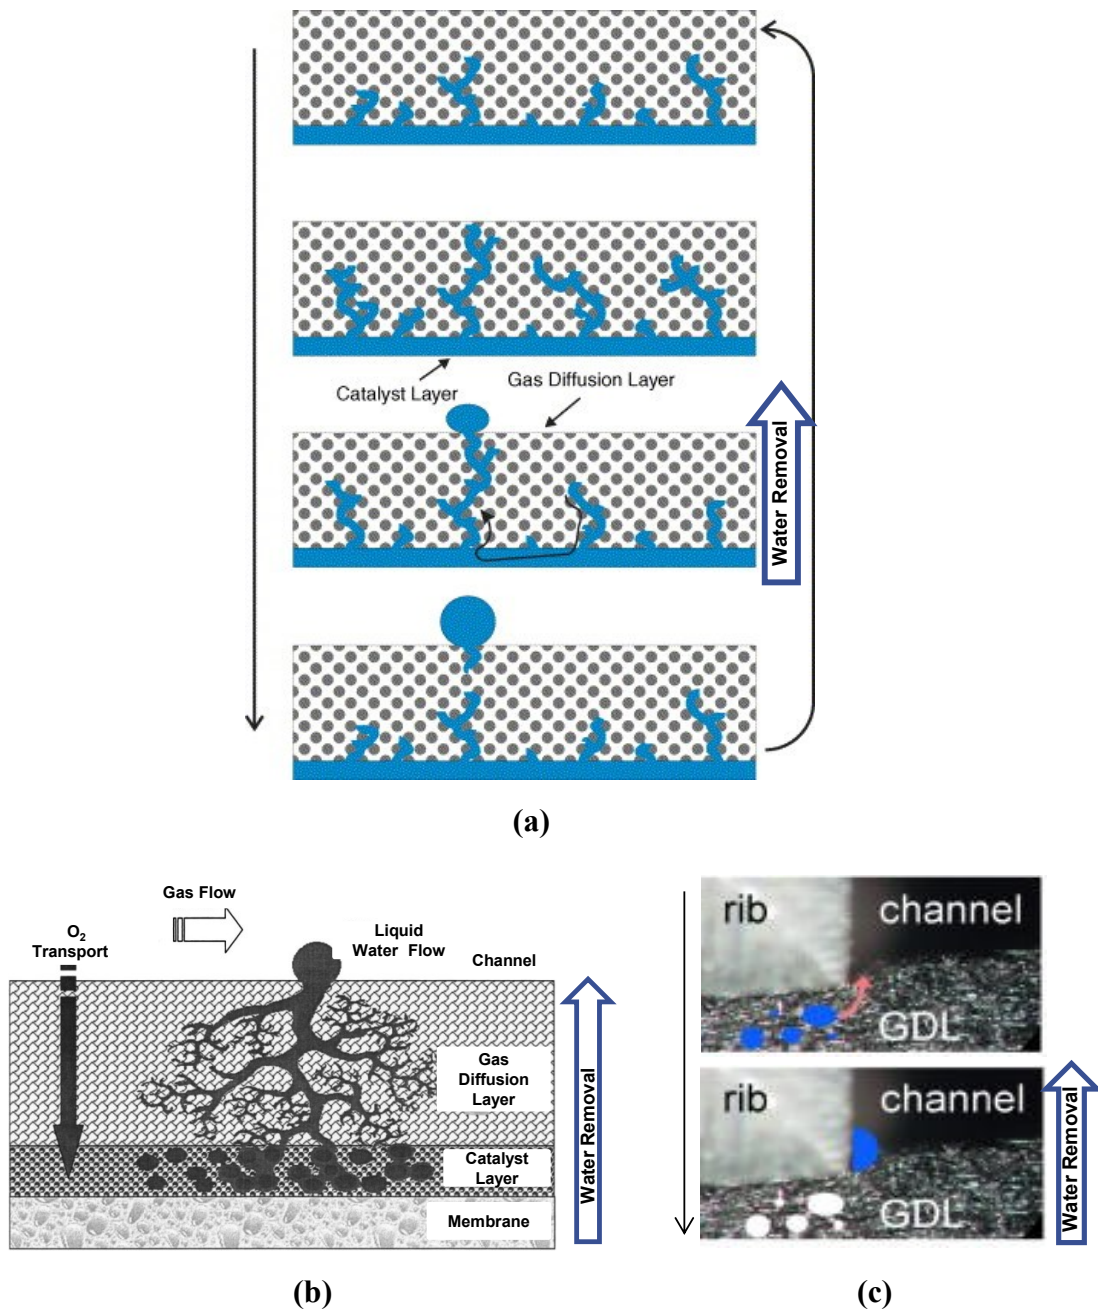 Catalyst Layer
Gas Diffusion Layer
Water Removal
(a)
Gas Flow
O2
Transport
Liquid
Water Flow
Channel
Gas
Diffusion
Layer
Catalyst
Layer
Membrane
Water Removal
(b)
rib
channel
GDL
rib
channel
GDL
Water Removal
(c)